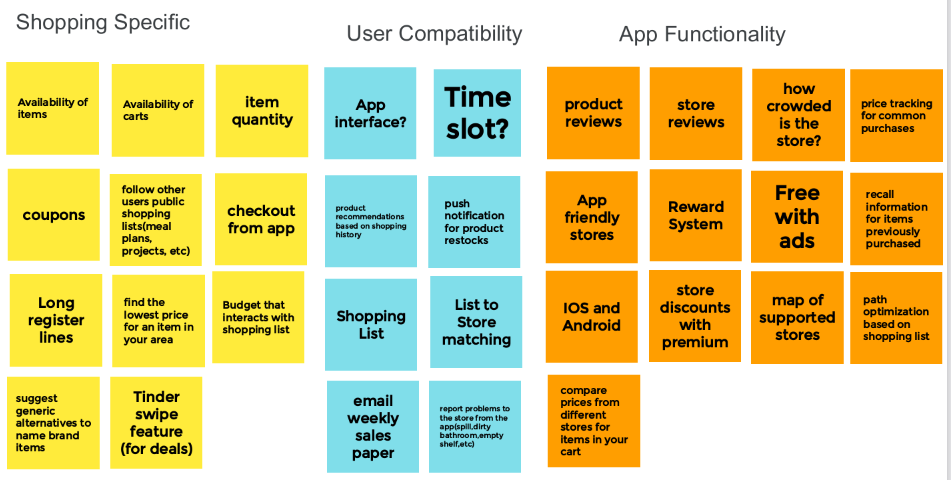 Shopping Specific
User Compatibility
App Functionality
Availability of
items
Availability of
carts
item
quantity
coupons
follow other
users public
shopping
lists(meal
plans,
projects, etc)
checkout
from app
Long
register
lines
find the
lowest price
for an item in
your area
Budget that
interacts with
shopping list
suggest
generic
alternatives to
name brand
items
Tinder
swipe
feature
(for deals)
App
interface?
Time
slot?
product
recommendations
based on shopping
history
push
notification
for product
restocks
Shopping
List
List to
Store
matching
email
weekly
sales
paper
report problems to
the store from the
app(spill,dirty
bathroom,empty
shelf,etc)
product
reviews
store
reviews
how
crowded
is the
store?
price tracking
for common
purchases
App
friendly
stores
Reward
System
Free
with
ads
recall
information
for items
previously
purchased
IOS and
Android
store
discounts
with
premium
map of
supported
stores
path
optimization
based on
shopping list
compare
prices from
different
stores for
items in your
cart